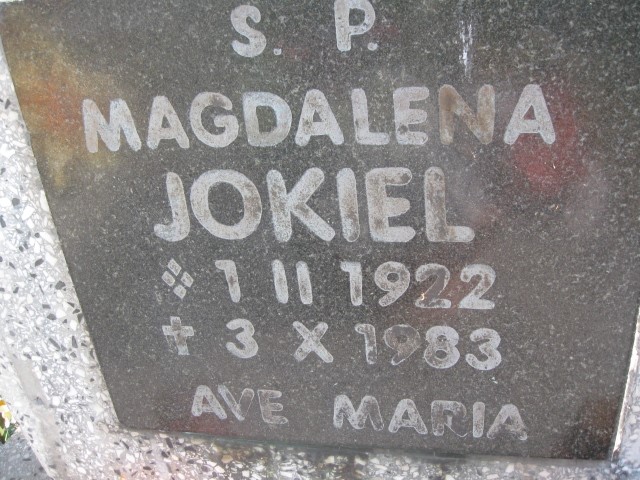 S. P.
MAGDALENA
JOKIEL
1 II 1922
3 X 1983
AVE MARIA